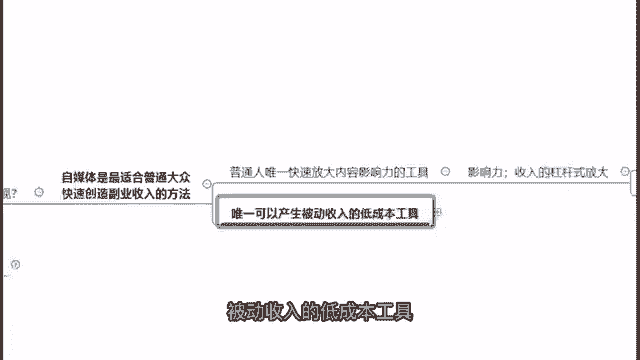 普通人唯一快速放大内容影响力的工具
影响力；收入的杠杆式放大
自媒体是最适合普通大众
快速创造副业收入的方法
唯一可以产生被动收入的低成本工具
被动收入的低成本工具